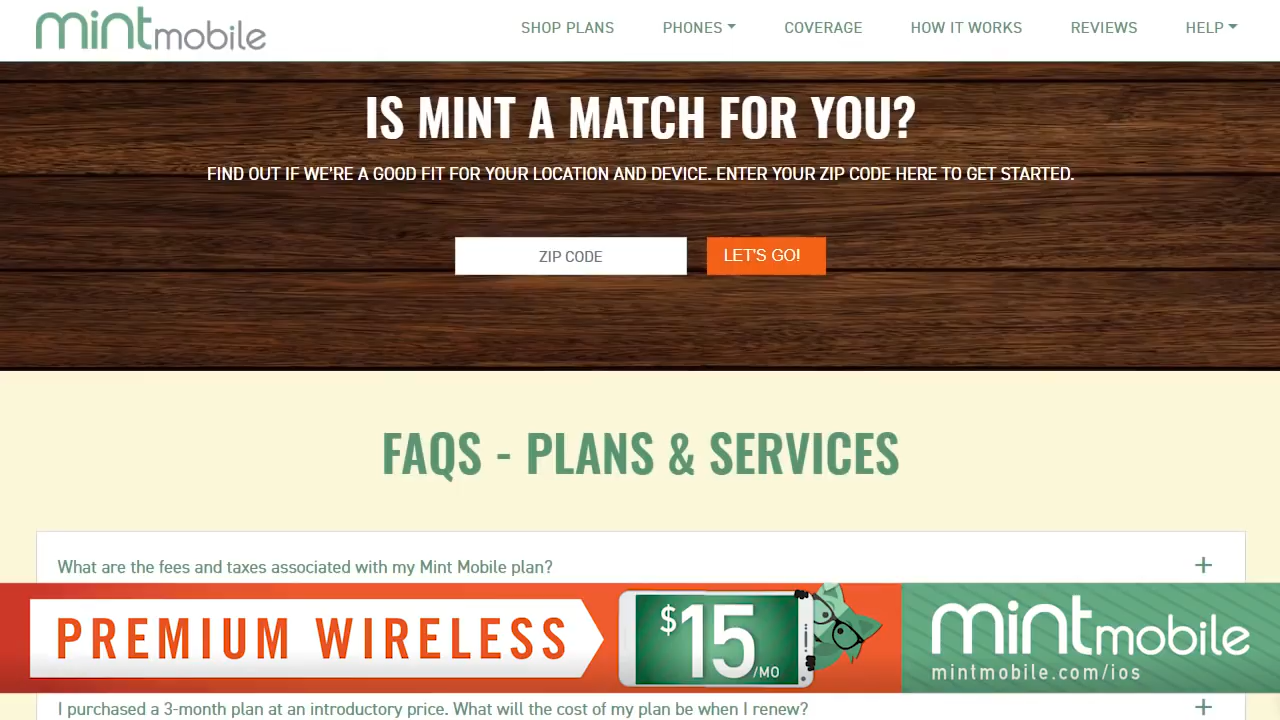 mintmobile
SHOP PLANS
PHONES
COVERAGE
HOW IT WORKS
REVIEWS
HELP
IS MINT A MATCH FOR YOU?
FIND OUT IF WE'RE A GOOD FIT FOR YOUR LOCATION AND DEVICE. ENTER YOUR ZIP CODE HERE TO GET STARTED.
ZIP CODE
LET'S GO!
FAQS - PLANS & SERVICES
What are the fees and taxes associated with my Mint Mobile plan?
PREMIUM WIRELESS
$15/MO
mintmobile
mintmobile.com/ios
I purchased a 3-month plan at an introductory price. What will the cost of my plan be when I renew?